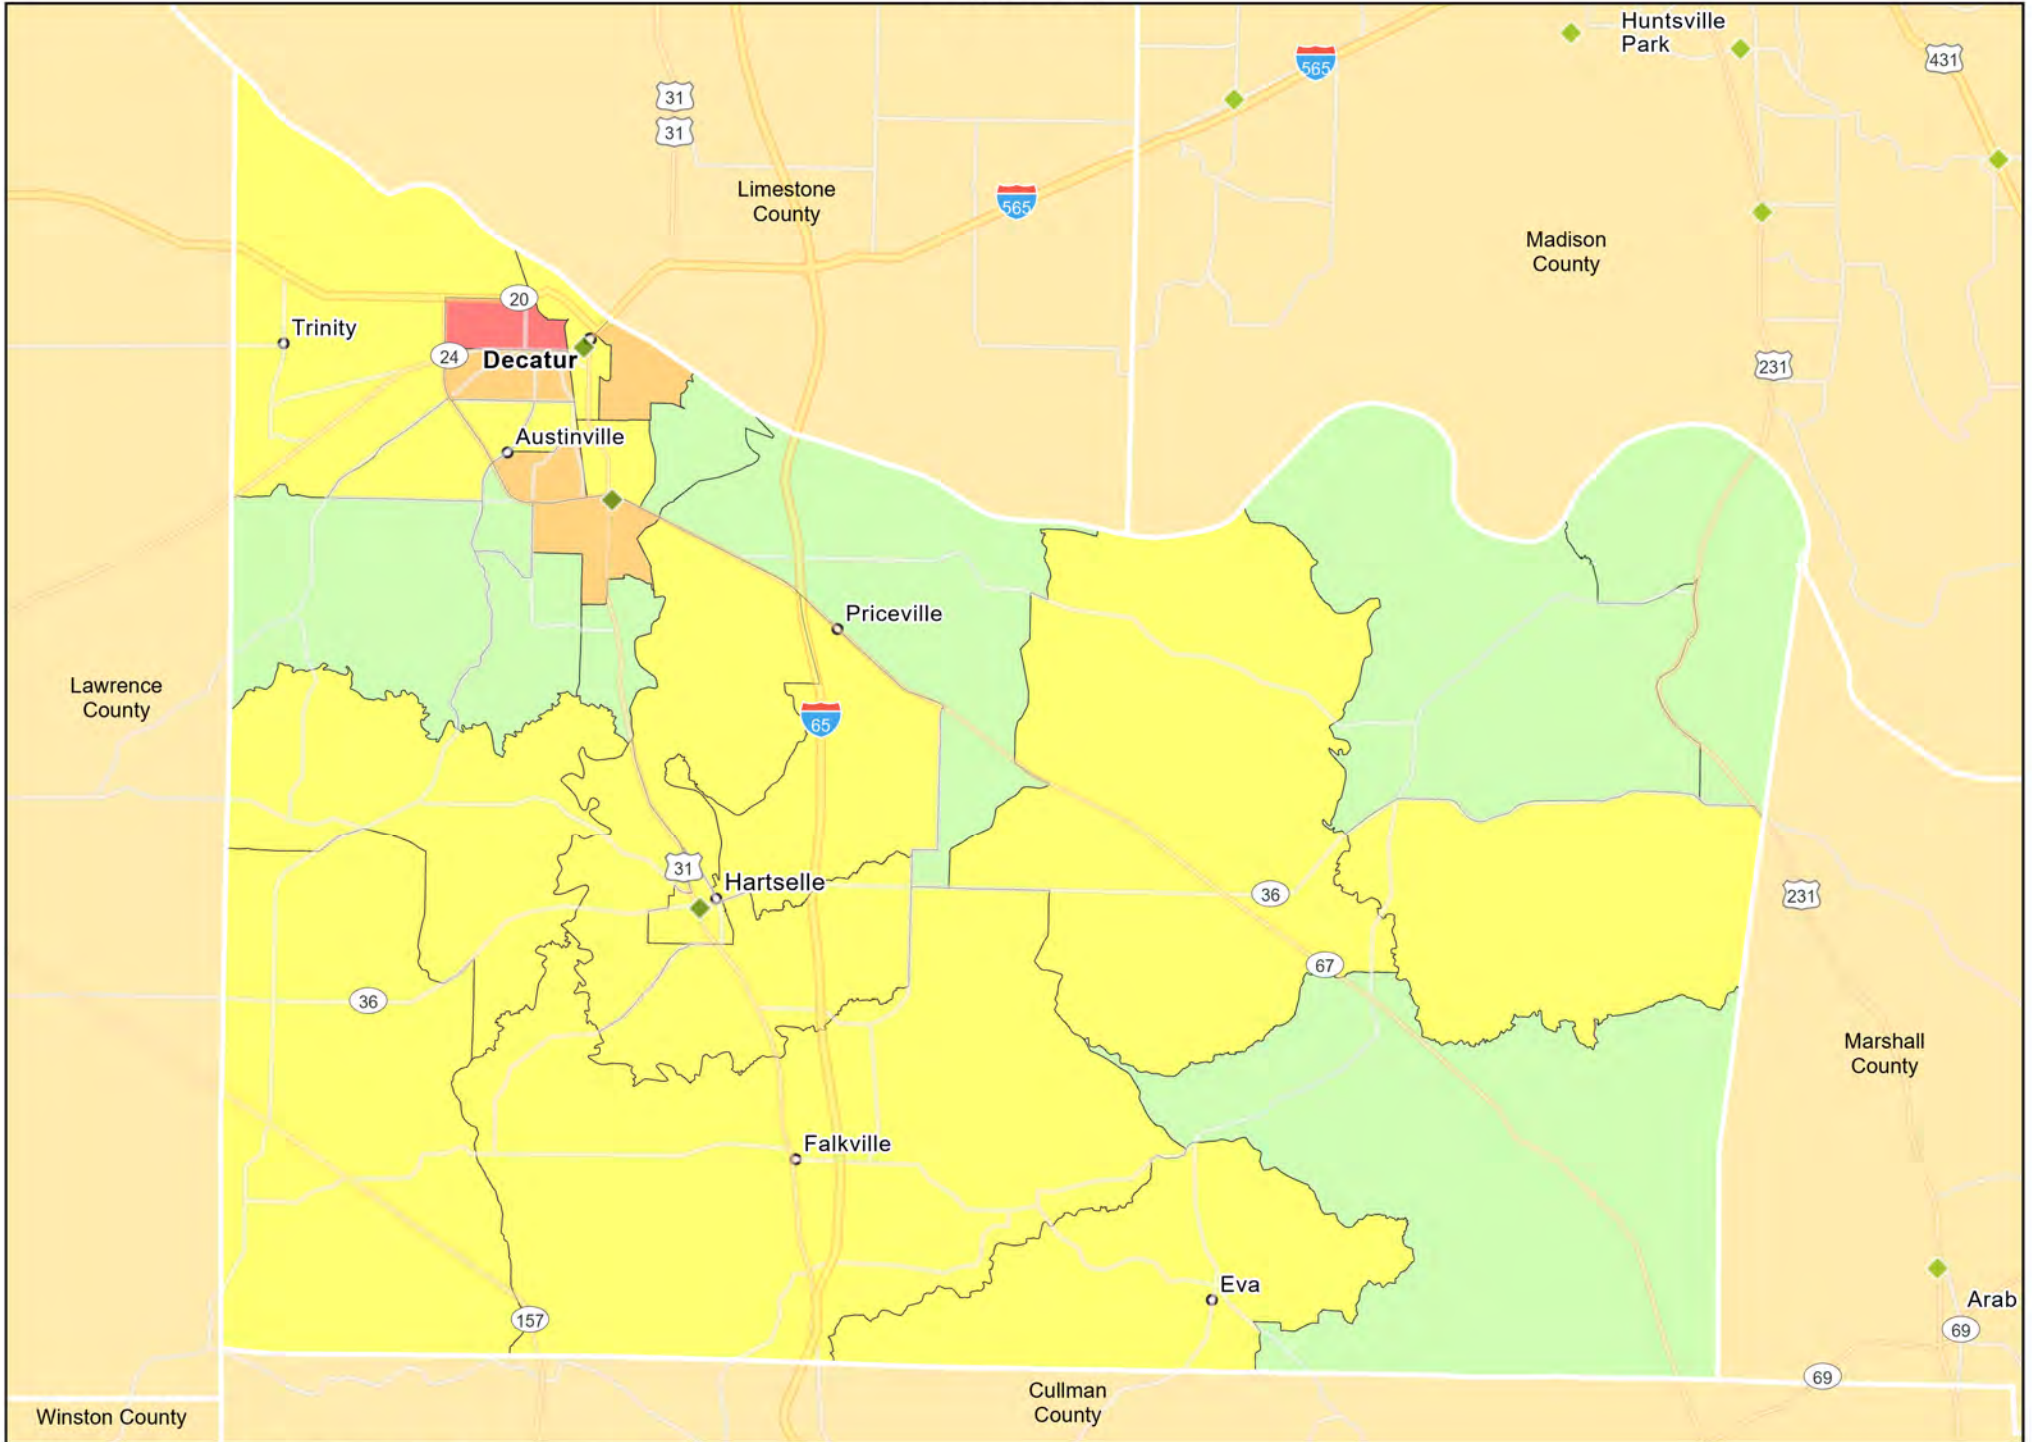 Huntsville
Park
431
565
31
31
Limestone
County
565
Madison
County
20
Trinity
24
Decatur
231
Austinville
Priceville
Lawrence
County
65
31
Hartselle
36
231
67
36
Marshall
County
Falkville
Eva
Arab
157
69
69
Cullman
County
Winston County